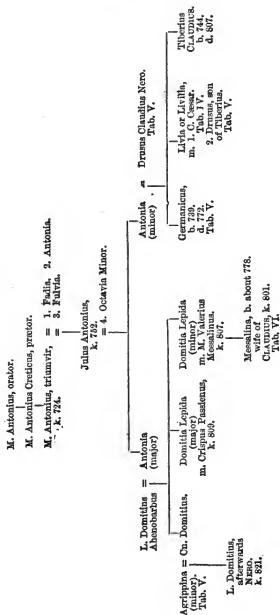 M. Antonius, orator.
M. Antonius Creticus, prætor.
M. Antonius, triumvir, = 1. Fadia. 2. Antonia.
k. 724. = 3. Fulvia.
Julus Antonius,
k. 752.
= 4. Octavia Minor.
L. Domitius = Antonia
Ahenobarbus (major)
Antonia = Drusus Claudius Nero.
(minor). Tab. V.
Agrippina = Cn. Domitius.
(minor).
Tab. V.
Domitia Lepida
(major)
m. Crispus Passienus,
k. 809.
Domitia Lepida
(minor)
m. M. Valerius
Messalinus.
k. 807.
Germanicus,
b. 739.
d. 772.
Tab. V.
Livia or Livilla,
m. 1. C. Cæsar.
Tab. IV.
2. Drusus, son
of Tiberius.
Tab. V.
Tiberius
CLAUDIUS.
b. 744.
d. 807.
L. Domitius,
afterwards
NERO,
k. 821.
Messalina, b. about 778.
wife of
CLAUDIUS, k. 801.
Tab. VI.